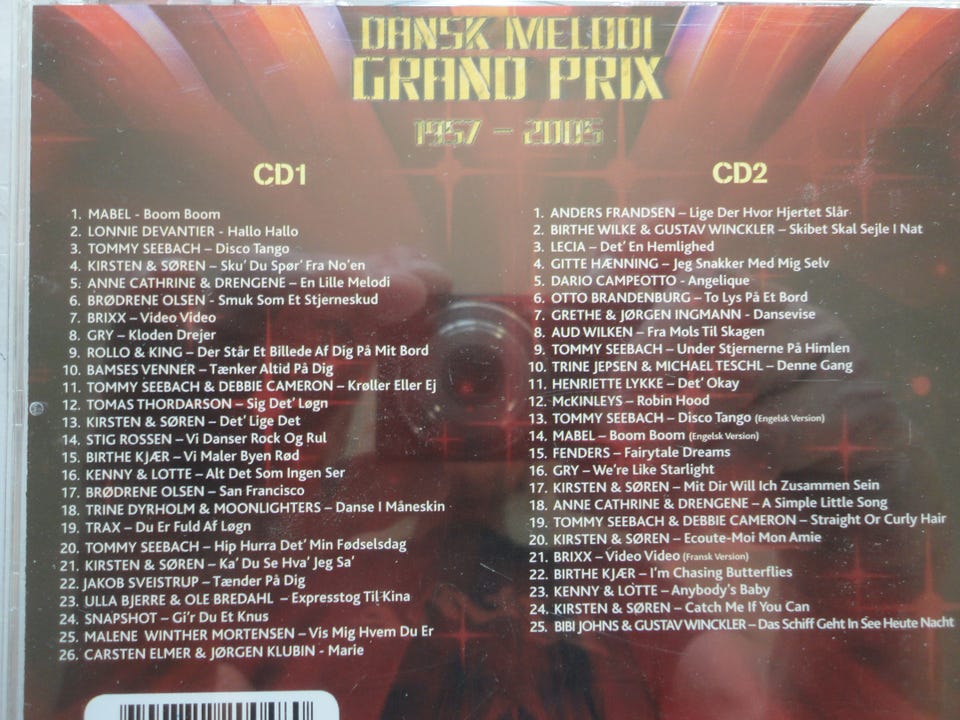 DANSK MELODI
GRAND PRIX
1957 – 2005
CD1
1. MABEL - Boom Boom
2. LONNIE DEVANTIER - Hallo Hallo
3. TOMMY SEEBACH – Disco Tango
4. KIRSTEN & SØREN – Sku' Du Spør' Fra No'en
5. ANNE CATHRINE & DRENGENE – En Lille Melodi
6. BRØDRENE OLSEN – Smuk Som Et Stjerneskud
7. BRIXX – Video Video
8. GRY – Kloden Drejer
9. ROLLO & KING – Der Står Et Billede Af Dig På Mit Bord
10. BAMSES VENNER – Tænker Altid På Dig
11. TOMMY SEEBACH & DEBBIE CAMERON – Krøller Eller Ej
12. TOMAS THORDARSON – Sig Det' Løgn
13. KIRSTEN & SØREN – Det' Lige Det
14. STIG ROSSEN – Vi Danser Rock Og Rul
15. BIRTHE KJÆR – Vi Maler Byen Rød
16. KENNY & LOTTE – Alt Det Som Ingen Ser
17. BRØDRENE OLSEN – San Francisco
18. TRINE DYRHOLM & MOONLIGHTERS – Danse I Måneskin
19. TRAX – Du Er Fuld Af Løgn
20. TOMMY SEEBACH – Hip Hurra Det' Min Fødselsdag
21. KIRSTEN & SØREN – Ka' Du Se Hva' Jeg Sa'
22. JAKOB SVEISTRUP – Tænder På Dig
23. ULLA BJERRE & OLE BREDAHL – Expresstog Til Kina
24. SNAPSHOT – Gi'r Du Et Knus
25. MALENE WINTHER MORTENSEN – Vis Mig Hvem Du Er
26. CARSTEN ELMER & JØRGEN KLUBIN - Marie
CD2
1. ANDERS FRANDSEN – Lige Der Hvor Hjertet Slår
2. BIRTHE WILKE & GUSTAV WINCKLER – Skibet Skal Sejle I Nat
3. LECIA – Det' En Hemlighed
4. GITTE HÆNNING – Jeg Snakker Med Mig Selv
5. DARIO CAMPEOTTO - Angelique
6. OTTO BRANDENBURG – To Lys På Et Bord
7. GRETHE & JØRGEN INGMANN - Dansevise
8. AUD WILKEN – Fra Mols Til Skagen
9. TOMMY SEEBACH – Under Stjernerne På Himlen
10. TRINE JEPSEN & MICHAEL TESCHL – Denne Gang
11. HENRIETTE LYKKE – Det' Okay
12. McKINLEYS – Robin Hood
13. TOMMY SEEBACH – Disco Tango (Engelsk Version)
14. MABEL – Boom Boom (Engelsk Version)
15. FENDERS – Fairytale Dreams
16. GRY – We're Like Starlight
17. KIRSTEN & SØREN – Mit Dir Will Ich Zusammen Sein
18. ANNE CATHRINE & DRENGENE – A Simple Little Song
19. TOMMY SEEBACH & DEBBIE CAMERON – Straight Or Curly Hair
20. KIRSTEN & SØREN – Ecoute-Moi Mon Amie
21. BRIXX – Video Video (Fransk Version)
22. BIRTHE KJÆR – I'm Chasing Butterflies
23. KENNY & LOTTE – Anybody's Baby
24. KIRSTEN & SØREN – Catch Me If You Can
25. BIBI JOHNS & GUSTAV WINCKLER – Das Schiff Geht In See Heute Nacht